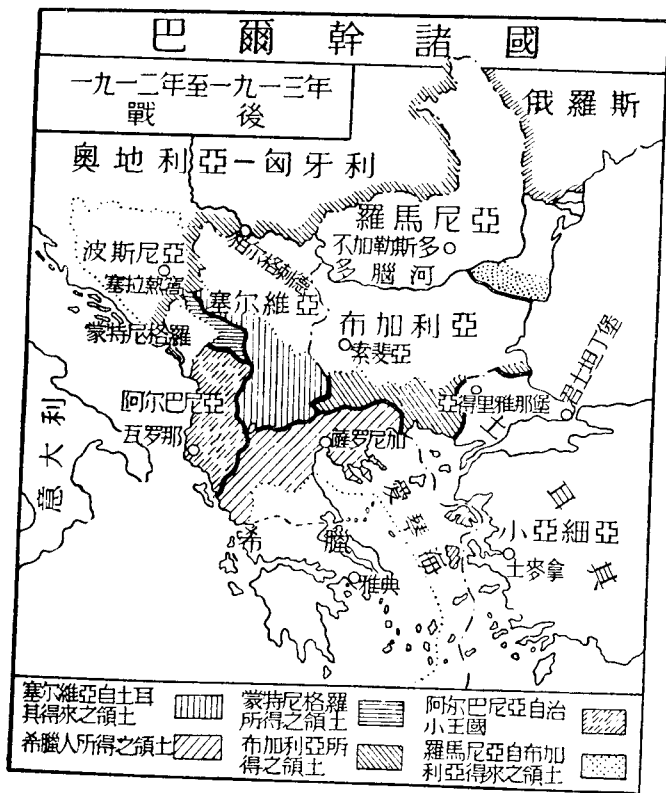 巴爾幹諸國
一九一二年至一九一三年
戰後
俄羅斯
奧地利亞－匈牙利
羅馬尼亞
不加勒斯多
多腦河
波斯尼亞
塞拉熱窩
柏尔格勒德
塞尔維亞
布加利亞
索斐亞
蒙特尼格羅
君士坦丁堡
亞得里雅那堡
阿尔巴尼亞
瓦罗那
意大利
蘚罗尼加
土耳其
愛琴海
小亞細亞
士麥拿
希臘
雅典
塞尔維亞自土耳
其得來之領土
蒙特尼格羅
所得之領土
阿尔巴尼亞自治
小王國
希臘人所得之領土
布加利亞所
得之領土
羅馬尼亞自布加
利亞得來之領土